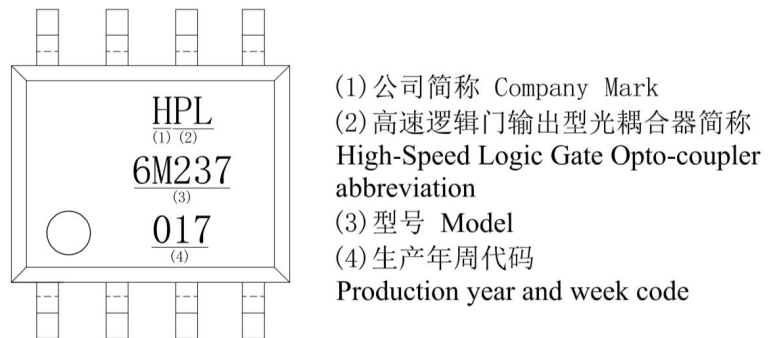 HPL
(1) (2)
6M237
(3)
017
(4)
(1)公司简称 Company Mark
(2)高速逻辑门输出型光耦合器简称
High-Speed Logic Gate Opto-coupler
abbreviation
(3)型号 Model
(4)生产年周代码
Production year and week code